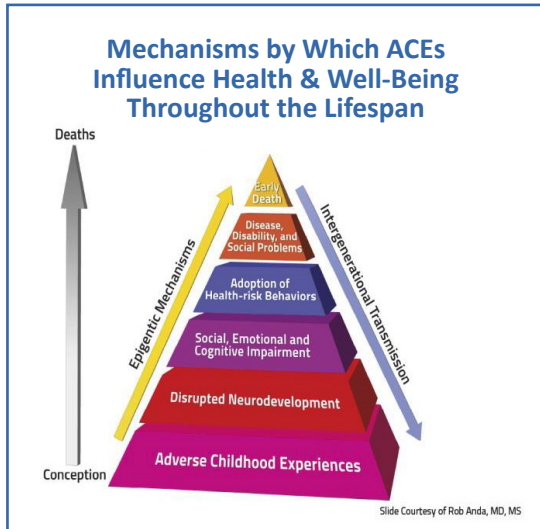 Mechanisms by Which ACEs
Influence Health & Well-Being
Throughout the Lifespan
Deaths
Early
Death
Disease,
Disability, and
Social Problems
Adoption of
Health-risk Behaviors
Social, Emotional and
Cognitive Impairment
Disrupted Neurodevelopment
Adverse Childhood Experiences
Epigentic Mechanisms
Intergenerational Transmission
Conception
Slide Courtesy of Rob Anda, MD, MS